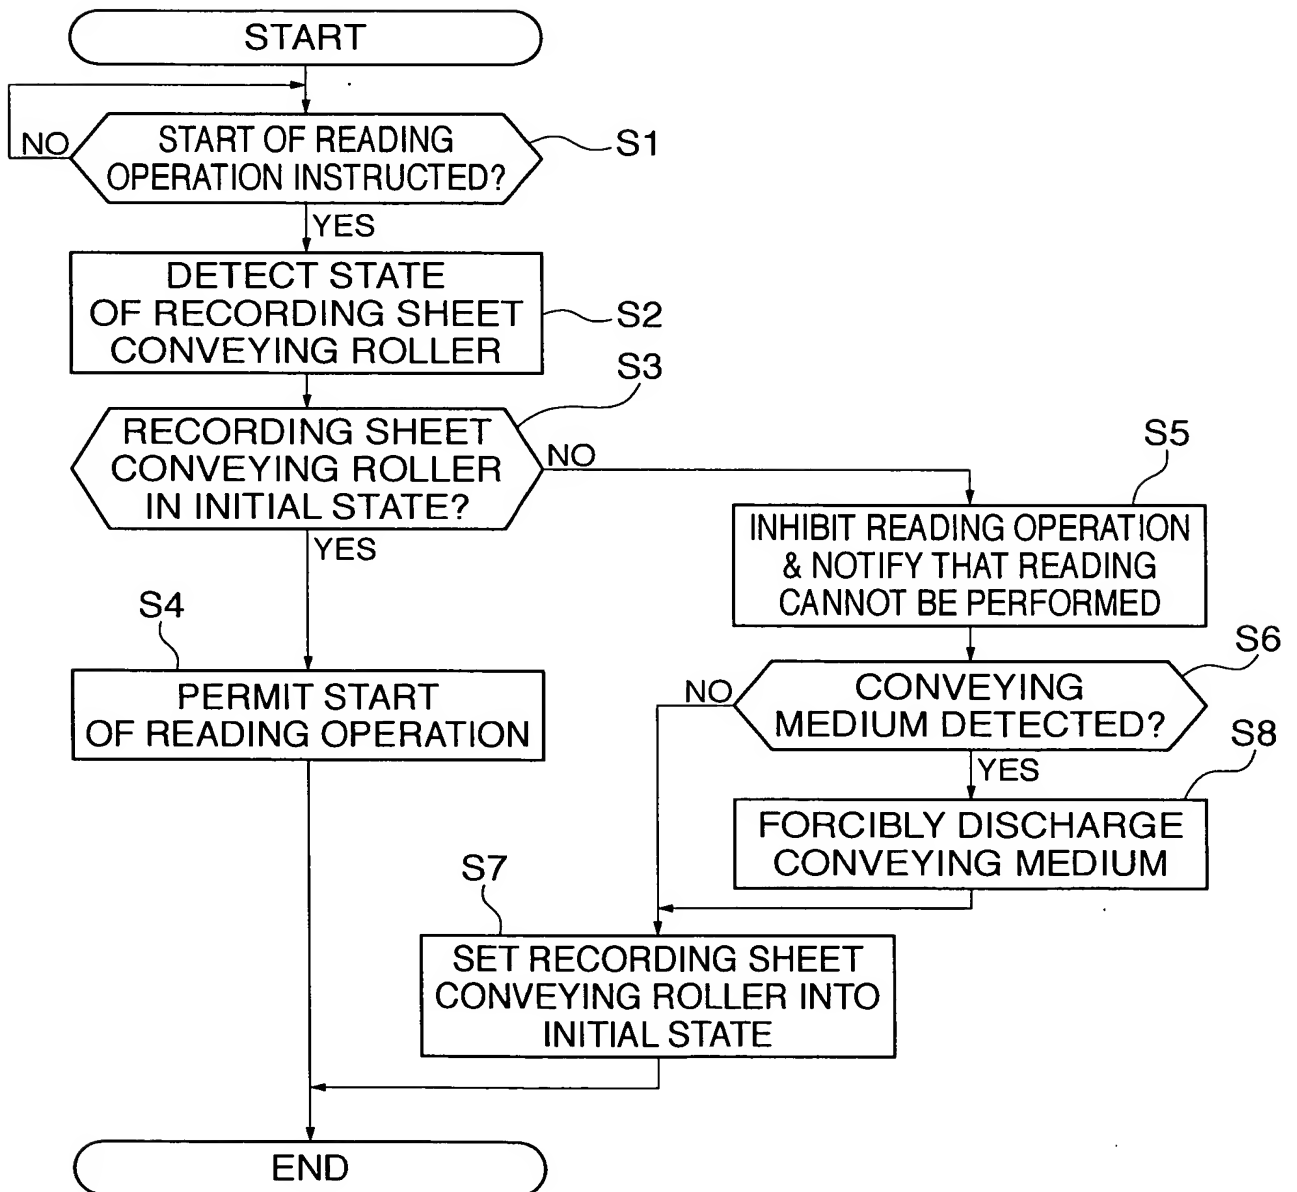 START
NO
START OF READING
OPERATION INSTRUCTED?
S1
YES
DETECT STATE
OF RECORDING SHEET
CONVEYING ROLLER
S2
S3
RECORDING SHEET
CONVEYING ROLLER
IN INITIAL STATE?
NO
YES
S5
INHIBIT READING OPERATION
& NOTIFY THAT READING
CANNOT BE PERFORMED
S4
PERMIT START
OF READING OPERATION
S6
NO
CONVEYING
MEDIUM DETECTED?
YES
S8
FORCIBLY DISCHARGE
CONVEYING MEDIUM
S7
SET RECORDING SHEET
CONVEYING ROLLER INTO
INITIAL STATE
END